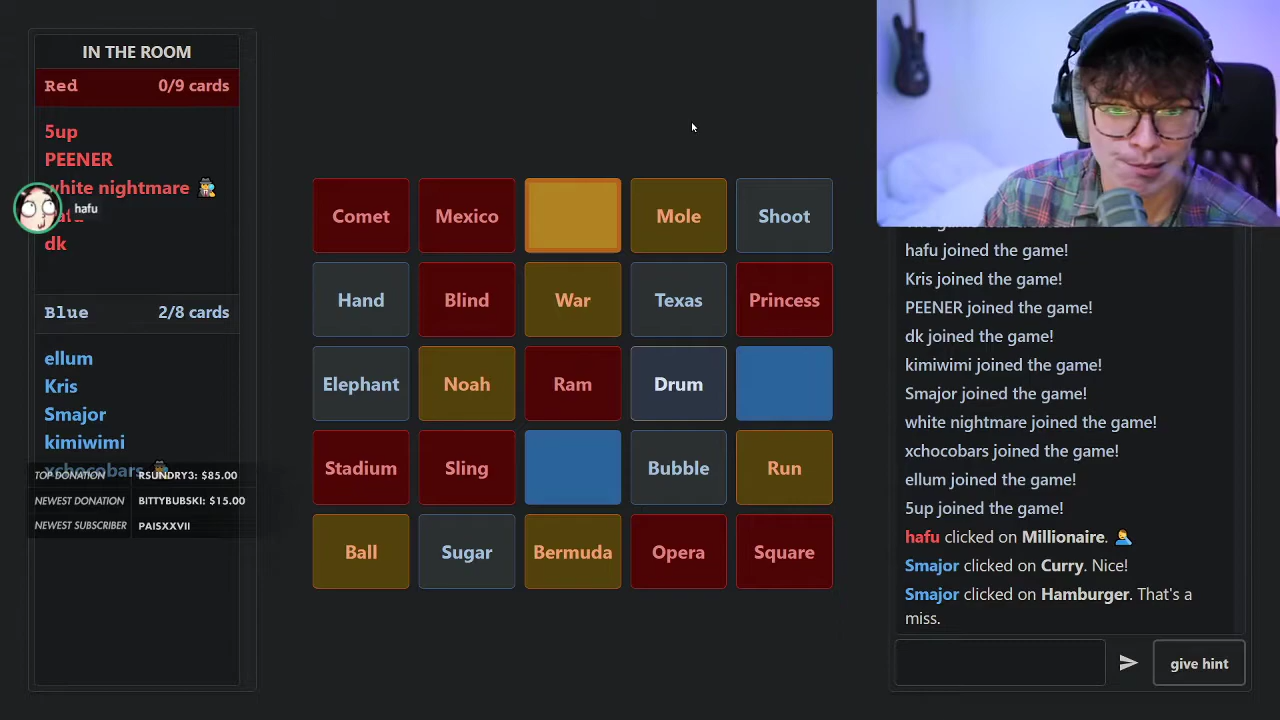 IN THE ROOM
Red 0/9 cards
5up
PEENER
white nightmare
hafu
dk
Blue 2/8 cards
ellum
Kris
Smajor
kimiwimi
xchocobars
TOP DONATION RSUNDRY3: $85.00
NEWEST DONATION BITTYBUBSKI: $15.00
NEWEST SUBSCRIBER PAISXXVII
Comet Mexico Mole Shoot
Hand Blind War Texas Princess
Elephant Noah Ram Drum
Stadium Sling Bubble Run
Ball Sugar Bermuda Opera Square
LA
hafu joined the game!
Kris joined the game!
PEENER joined the game!
dk joined the game!
kimiwimi joined the game!
Smajor joined the game!
white nightmare joined the game!
xchocobars joined the game!
ellum joined the game!
5up joined the game!
hafu clicked on Millionaire.
Smajor clicked on Curry. Nice!
Smajor clicked on Hamburger. That's a
miss.
give hint